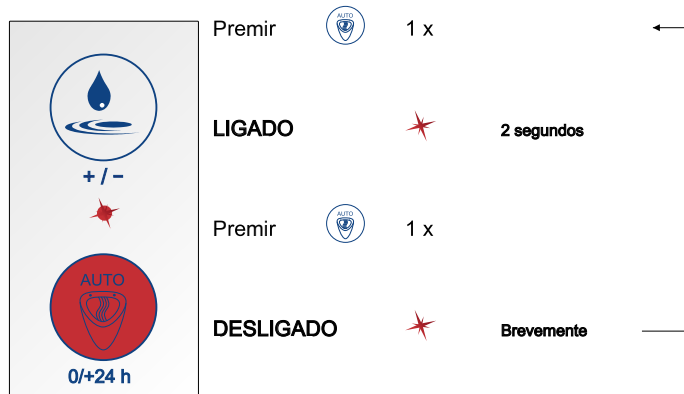 + / −
AUTO
0/+24 h
Premir AUTO 1 x
LIGADO 2 segundos
Premir AUTO 1 x
DESLIGADO Brevemente